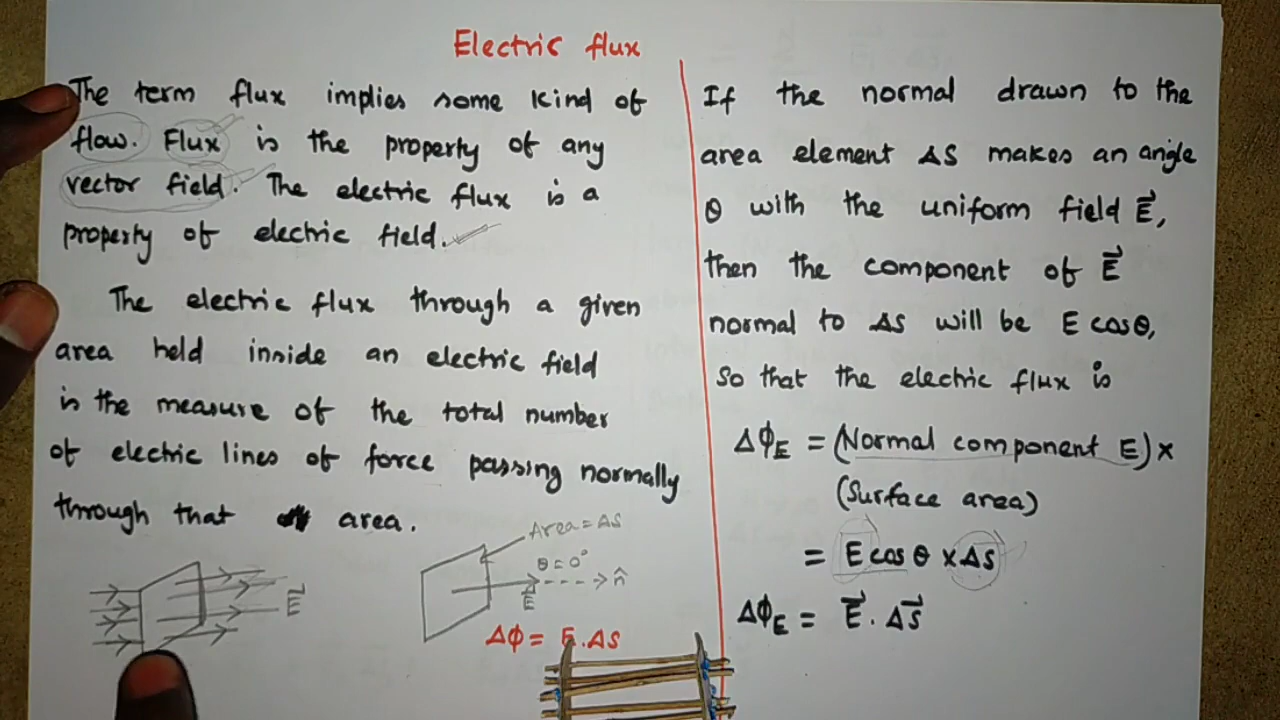 Electric flux
The term flux implies some kind of
flow. Flux is the property of any
vector field. The electric flux is a
property of electric field.
The electric flux through a given
area held inside an electric field
is the measure of the total number
of electric lines of force passing normally
through that area.
E⃗
Area = ΔS
θ = 0°
E⃗
n̂
Δϕ = E.ΔS
If the normal drawn to the
area element ΔS makes an angle
θ with the uniform field E⃗,
then the component of E⃗
normal to ΔS will be E cosθ,
so that the electric flux is
Δϕ_E = (Normal component E) ×
(Surface area)
= E cos θ × ΔS
Δϕ_E = E⃗ . ΔS⃗